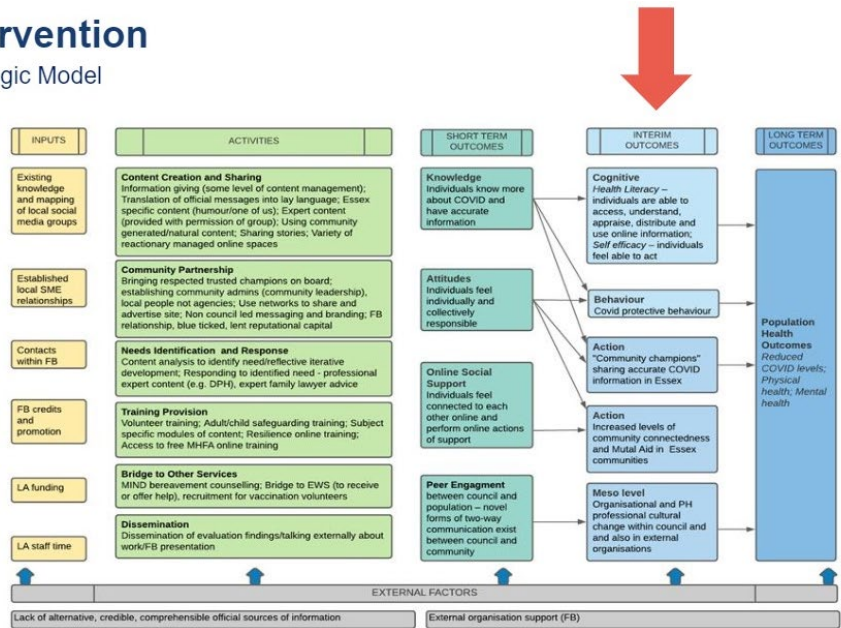 rvention
gic Model
INPUTS
Existing
knowledge
and mapping
of local social
media groups
Established
local SME
relationships
Contacts
within FB
FB credits
and
promotion
LA funding
LA staff time
ACTIVITIES
Content Creation and Sharing
Information giving (some level of content management);
Translation of official messages into lay language; Essex
specific content (humour/one of us); Expert content
(provided with permission of group); Using community
generated/natural content; Sharing stories; Variety of
reactionary managed online spaces
Community Partnership
Bringing respected trusted champions on board;
establishing community admins (community leadership),
local people not agencies; Use networks to share and
advertise site; Non council led messaging and branding; FB
relationship, blue ticked, lent reputational capital
Needs Identification and Response
Content analysis to identify need/reflective iterative
development; Responding to identified need - professional
expert content (e.g. DPH), expert family lawyer advice
Training Provision
Volunteer training; Adult/child safeguarding training; Subject
specific modules of content; Resilience online training;
Access to free MHFA online training
Bridge to Other Services
MIND bereavement counselling; Bridge to EWS (to receive
or offer help), recruitment for vaccination volunteers
Dissemination
Dissemination of evaluation findings/talking externally about
work/FB presentation
SHORT TERM
OUTCOMES
Knowledge
Individuals know more
about COVID and
have accurate
information
Attitudes
Individuals feel
individually and
collectively
responsible
Online Social
Support
Individuals feel
connected to each
other online and
perform online actions
of support
Peer Engagment
between council and
population – novel
forms of two-way
communication exist
between council and
community
INTERIM
OUTCOMES
Cognitive
Health Literacy –
individuals are able to
access, understand,
appraise, distribute and
use online information;
Self efficacy – individuals
feel able to act
Behaviour
Covid protective behaviour
Action
"Community champions"
sharing accurate COVID
information in Essex
Action
Increased levels of
community connectedness
and Mutal Aid in Essex
communities
Meso level
Organisational and PH
professional cultural
change within council and
and also in external
organisations
LONG TERM
OUTCOMES
Population
Health
Outcomes
Reduced
COVID levels;
Physical
health; Mental
health
EXTERNAL FACTORS
Lack of alternative, credible, comprehensible official sources of information
External organisation support (FB)